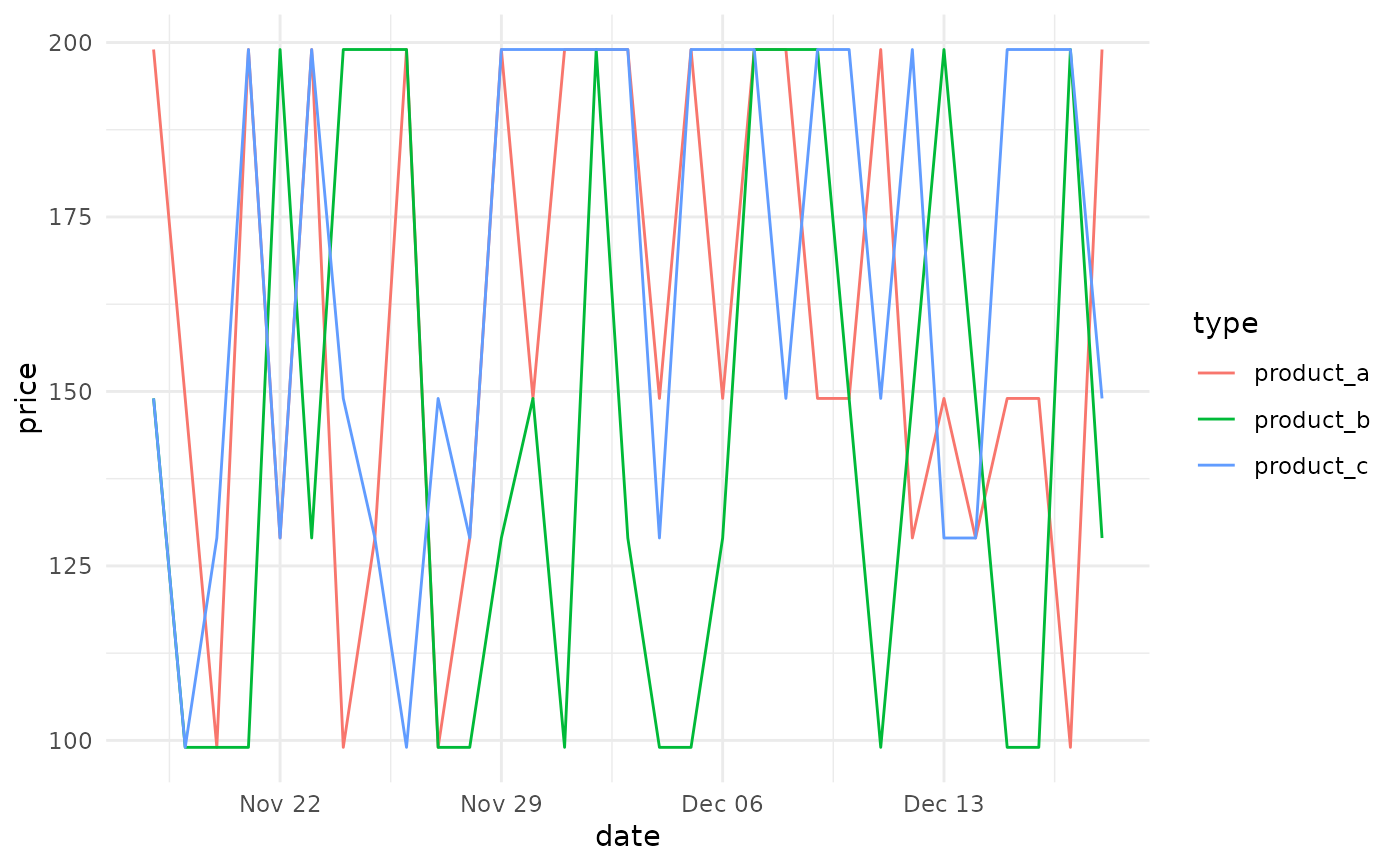 200
175
150
125
100
price
Nov 22
Nov 29
Dec 06
Dec 13
date
type
product_a
product_b
product_c